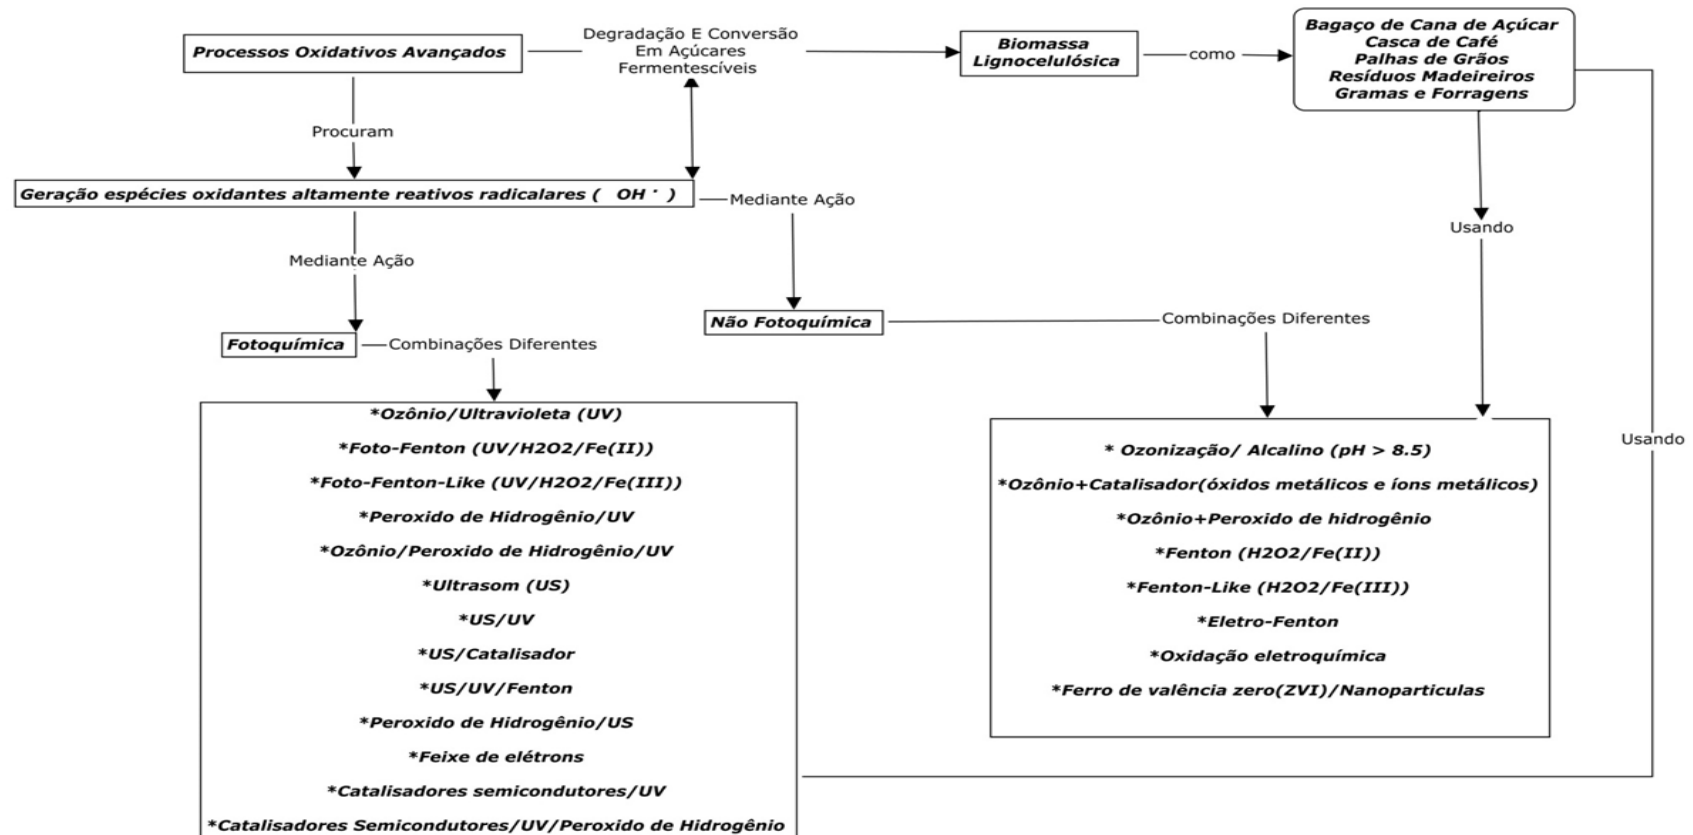 Processos Oxidativos Avançados
Degradação E Conversão
Em Açúcares
Fermentescíveis
Biomassa
Lignocelulósica
como
Bagaço de Cana de Açúcar
Casca de Café
Palhas de Grãos
Resíduos Madeireiros
Gramas e Forragens
Procuram
Geração espécies oxidantes altamente reativos radicalares ( OH · )
Mediante Ação
Usando
Mediante Ação
Não Fotoquímica
Combinações Diferentes
Fotoquímica
Combinações Diferentes
*Ozônio/Ultravioleta (UV)
*Foto-Fenton (UV/H2O2/Fe(II))
*Foto-Fenton-Like (UV/H2O2/Fe(III))
*Peroxido de Hidrogênio/UV
*Ozônio/Peroxido de Hidrogênio/UV
*Ultrasom (US)
*US/UV
*US/Catalisador
*US/UV/Fenton
*Peroxido de Hidrogênio/US
*Feixe de elétrons
*Catalisadores semicondutores/UV
*Catalisadores Semicondutores/UV/Peroxido de Hidrogênio
* Ozonização/ Alcalino (pH > 8.5)
*Ozônio+Catalisador(óxidos metálicos e íons metálicos)
*Ozônio+Peroxido de hidrogênio
*Fenton (H2O2/Fe(II))
*Fenton-Like (H2O2/Fe(III))
*Eletro-Fenton
*Oxidação eletroquímica
*Ferro de valência zero(ZVI)/Nanoparticulas
Usando